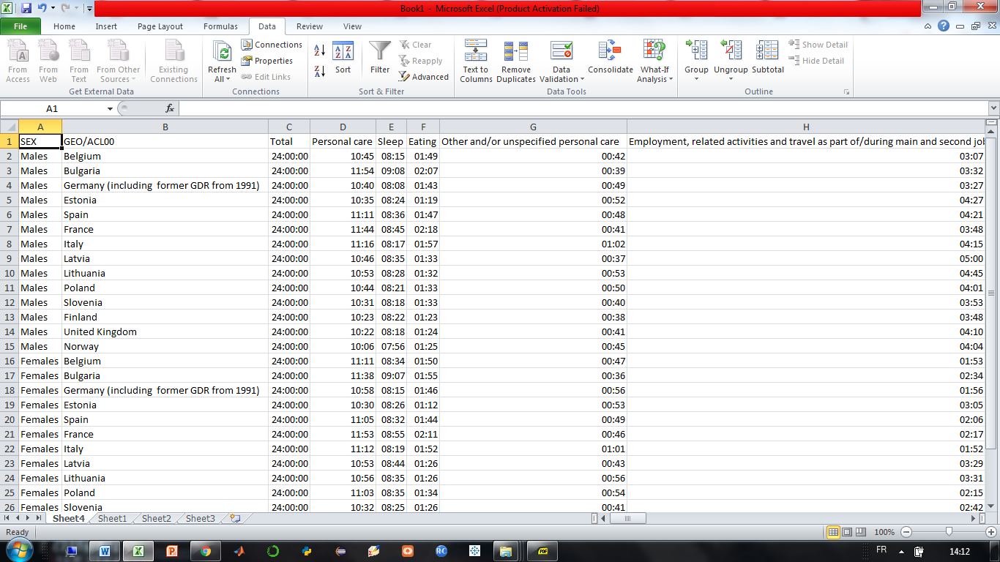 Book1 - Microsoft Excel (Product Activation Failed)
File Home Insert Page Layout Formulas Data Review View
From Access From Web From Text From Other Sources Existing Connections
Get External Data
Refresh All Connections Properties Edit Links
Connections
Sort Filter Clear Reapply Advanced
Sort & Filter
Text to Columns Remove Duplicates Data Validation Consolidate What-If Analysis
Data Tools
Group Ungroup Subtotal Show Detail Hide Detail
Outline
A1 fx
A B C D E F G H
1 SEX GEO/ACL00 Total Personal care Sleep Eating Other and/or unspecified personal care Employment, related activities and travel as part of/during main and second job
2 Males Belgium 24:00:00 10:45 08:15 01:49 00:42 03:07
3 Males Bulgaria 24:00:00 11:54 09:08 02:07 00:39 03:32
4 Males Germany (including  former GDR from 1991) 24:00:00 10:40 08:08 01:43 00:49 03:27
5 Males Estonia 24:00:00 10:35 08:24 01:19 00:52 04:27
6 Males Spain 24:00:00 11:11 08:36 01:47 00:48 04:21
7 Males France 24:00:00 11:44 08:45 02:18 00:41 03:48
8 Males Italy 24:00:00 11:16 08:17 01:57 01:02 04:15
9 Males Latvia 24:00:00 10:46 08:35 01:33 00:37 05:00
10 Males Lithuania 24:00:00 10:53 08:28 01:32 00:53 04:45
11 Males Poland 24:00:00 10:44 08:21 01:33 00:50 04:01
12 Males Slovenia 24:00:00 10:31 08:18 01:33 00:40 03:53
13 Males Finland 24:00:00 10:23 08:22 01:23 00:38 03:48
14 Males United Kingdom 24:00:00 10:22 08:18 01:24 00:41 04:10
15 Males Norway 24:00:00 10:06 07:56 01:25 00:45 04:04
16 Females Belgium 24:00:00 11:11 08:34 01:50 00:47 01:53
17 Females Bulgaria 24:00:00 11:38 09:07 01:55 00:36 02:34
18 Females Germany (including  former GDR from 1991) 24:00:00 10:58 08:15 01:46 00:56 01:56
19 Females Estonia 24:00:00 10:30 08:26 01:12 00:53 03:05
20 Females Spain 24:00:00 11:05 08:32 01:44 00:49 02:06
21 Females France 24:00:00 11:53 08:55 02:11 00:46 02:17
22 Females Italy 24:00:00 11:12 08:19 01:52 01:01 01:52
23 Females Latvia 24:00:00 10:53 08:44 01:26 00:43 03:29
24 Females Lithuania 24:00:00 10:56 08:35 01:26 00:56 03:31
25 Females Poland 24:00:00 11:03 08:35 01:34 00:54 02:15
26 Females Slovenia 24:00:00 10:32 08:25 01:26 00:41 02:42
Sheet4 Sheet1 Sheet2 Sheet3
Ready 100%
FR 14:12